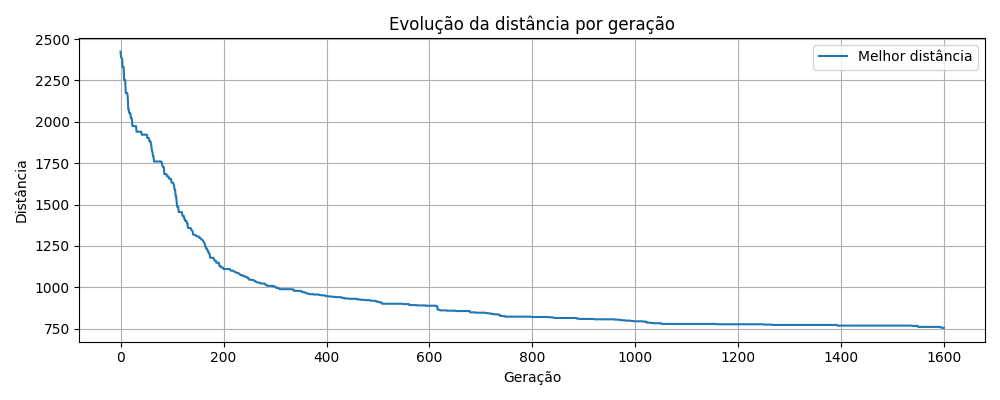 Evolução da distância por geração
Melhor distância
Distância
2500
2250
2000
1750
1500
1250
1000
750
0 200 400 600 800 1000 1200 1400 1600
Geração